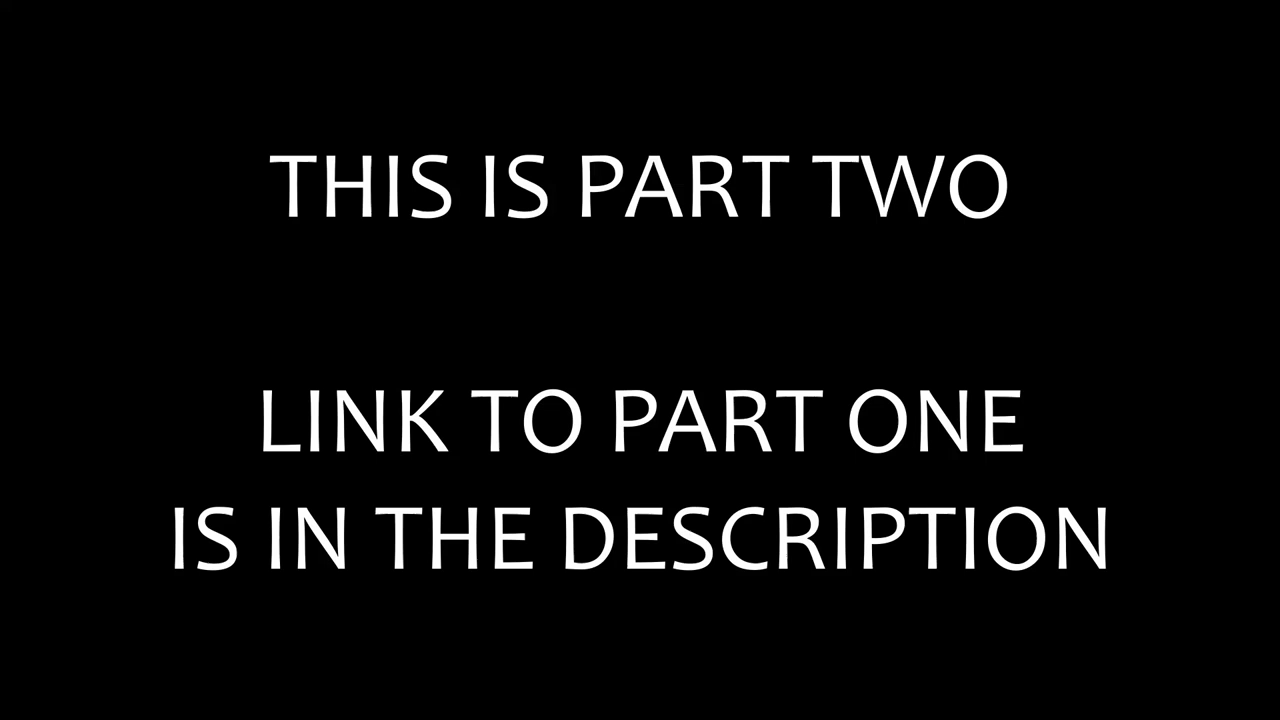 THIS IS PART TWO
LINK TO PART ONE
IS IN THE DESCRIPTION